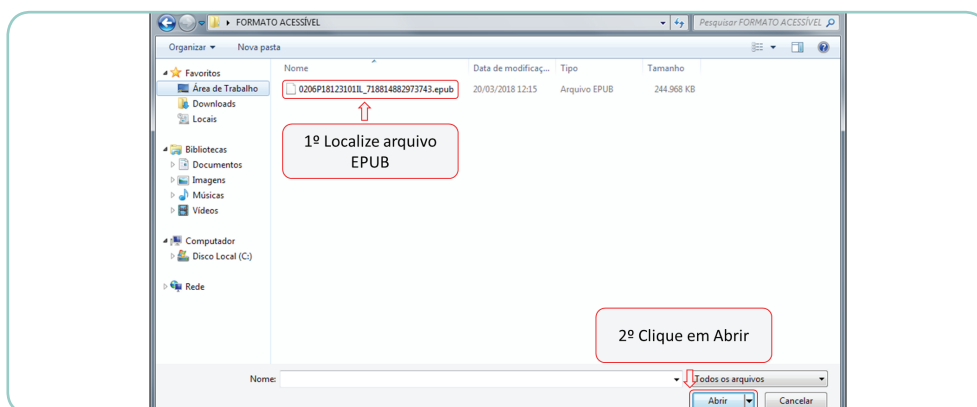 FORMATO ACESSÍVEL
Pesquisar FORMATO ACESSÍVEL
Organizar
Nova pasta
Nome
Data de modificaç...
Tipo
Tamanho
Favoritos
Área de Trabalho
Downloads
Locais
0206P18123101IL_718814882973743.epub
20/03/2018 12:15
Arquivo EPUB
244.968 KB
1º Localize arquivo
EPUB
Bibliotecas
Documentos
Imagens
Músicas
Vídeos
Computador
Disco Local (C:)
Rede
2º Clique em Abrir
Nome:
Todos os arquivos
Abrir
Cancelar